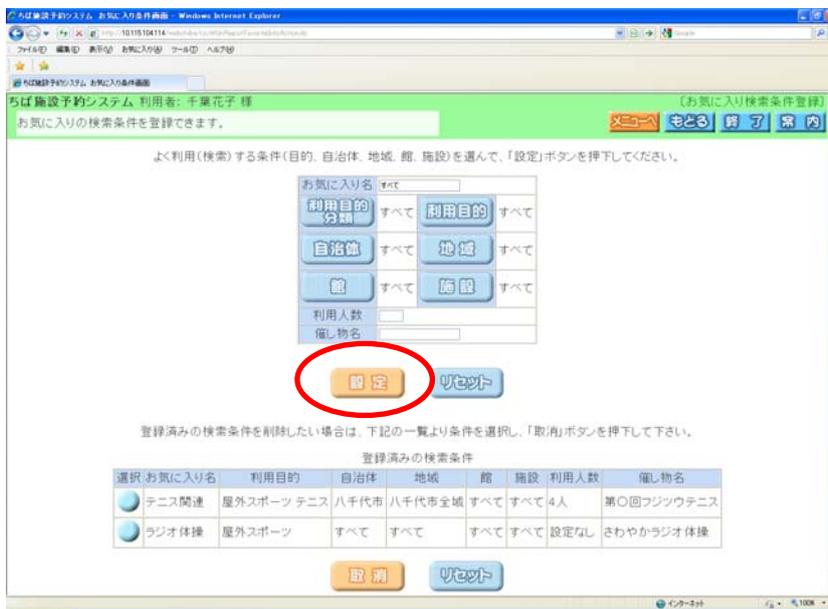 ちば施設予約システム お気に入り条件画面 - Windows Internet Explorer
ファイル(F) 編集(E) 表示(V) お気に入り(A) ツール(T) ヘルプ(H)
ちば施設予約システム お気に入り条件画面
ちば施設予約システム 利用者: 千葉花子 様 〔お気に入り検索条件登録〕
お気に入りの検索条件を登録できます。 メニューへ もどる 終了 案内
よく利用(検索)する条件(目的、自治体、地域、館、施設)を選んで、「設定」ボタンを押下してください。
お気に入り名 すべて
利用目的分類 すべて 利用目的 すべて
自治体 すべて 地域 すべて
館 すべて 施設 すべて
利用人数
催し物名
設定 リセット
登録済みの検索条件を削除したい場合は、下記の一覧より条件を選択し、「取消」ボタンを押下して下さい。
登録済みの検索条件
選択 お気に入り名 利用目的 自治体 地域 館 施設 利用人数 催し物名
テニス関連 屋外スポーツ テニス 八千代市 八千代市全域 すべて すべて 4人 第〇回フジツウテニス
ラジオ体操 屋外スポーツ すべて すべて すべて すべて 設定なし さわやかラジオ体操
取消 リセット
インターネット 100%